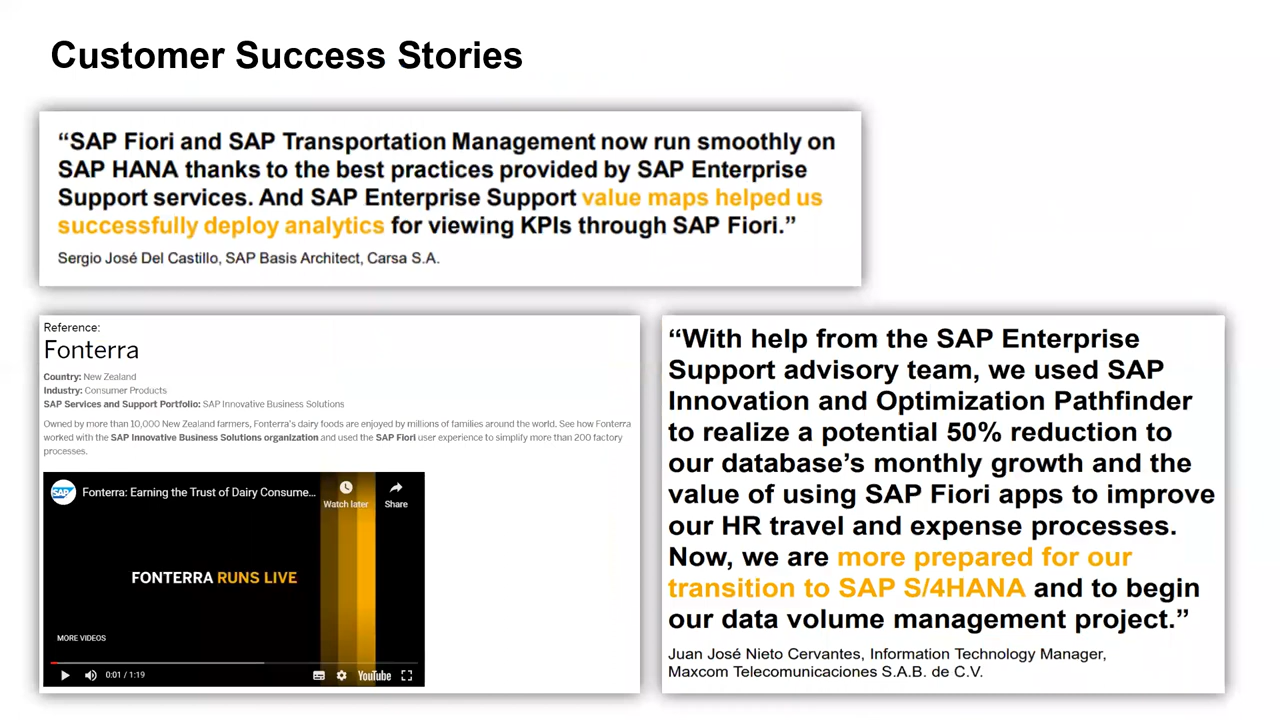 Customer Success Stories
“SAP Fiori and SAP Transportation Management now run smoothly on
SAP HANA thanks to the best practices provided by SAP Enterprise
Support services. And SAP Enterprise Support value maps helped us
successfully deploy analytics for viewing KPIs through SAP Fiori.”
Sergio José Del Castillo, SAP Basis Architect, Carsa S.A.
Reference:
Fonterra
Country: New Zealand
Industry: Consumer Products
SAP Services and Support Portfolio: SAP Innovative Business Solutions
Owned by more than 10,000 New Zealand farmers, Fonterra's dairy foods are enjoyed by millions of families around the world. See how Fonterra
worked with the SAP Innovative Business Solutions organization and used the SAP Fiori user experience to simplify more than 200 factory
processes.
SAP
Fonterra: Earning the Trust of Dairy Consume...
Watch later
Share
FONTERRA RUNS LIVE
MORE VIDEOS
0:01 / 1:19
YouTube
“With help from the SAP Enterprise
Support advisory team, we used SAP
Innovation and Optimization Pathfinder
to realize a potential 50% reduction to
our database’s monthly growth and the
value of using SAP Fiori apps to improve
our HR travel and expense processes.
Now, we are more prepared for our
transition to SAP S/4HANA and to begin
our data volume management project.”
Juan José Nieto Cervantes, Information Technology Manager,
Maxcom Telecomunicaciones S.A.B. de C.V.